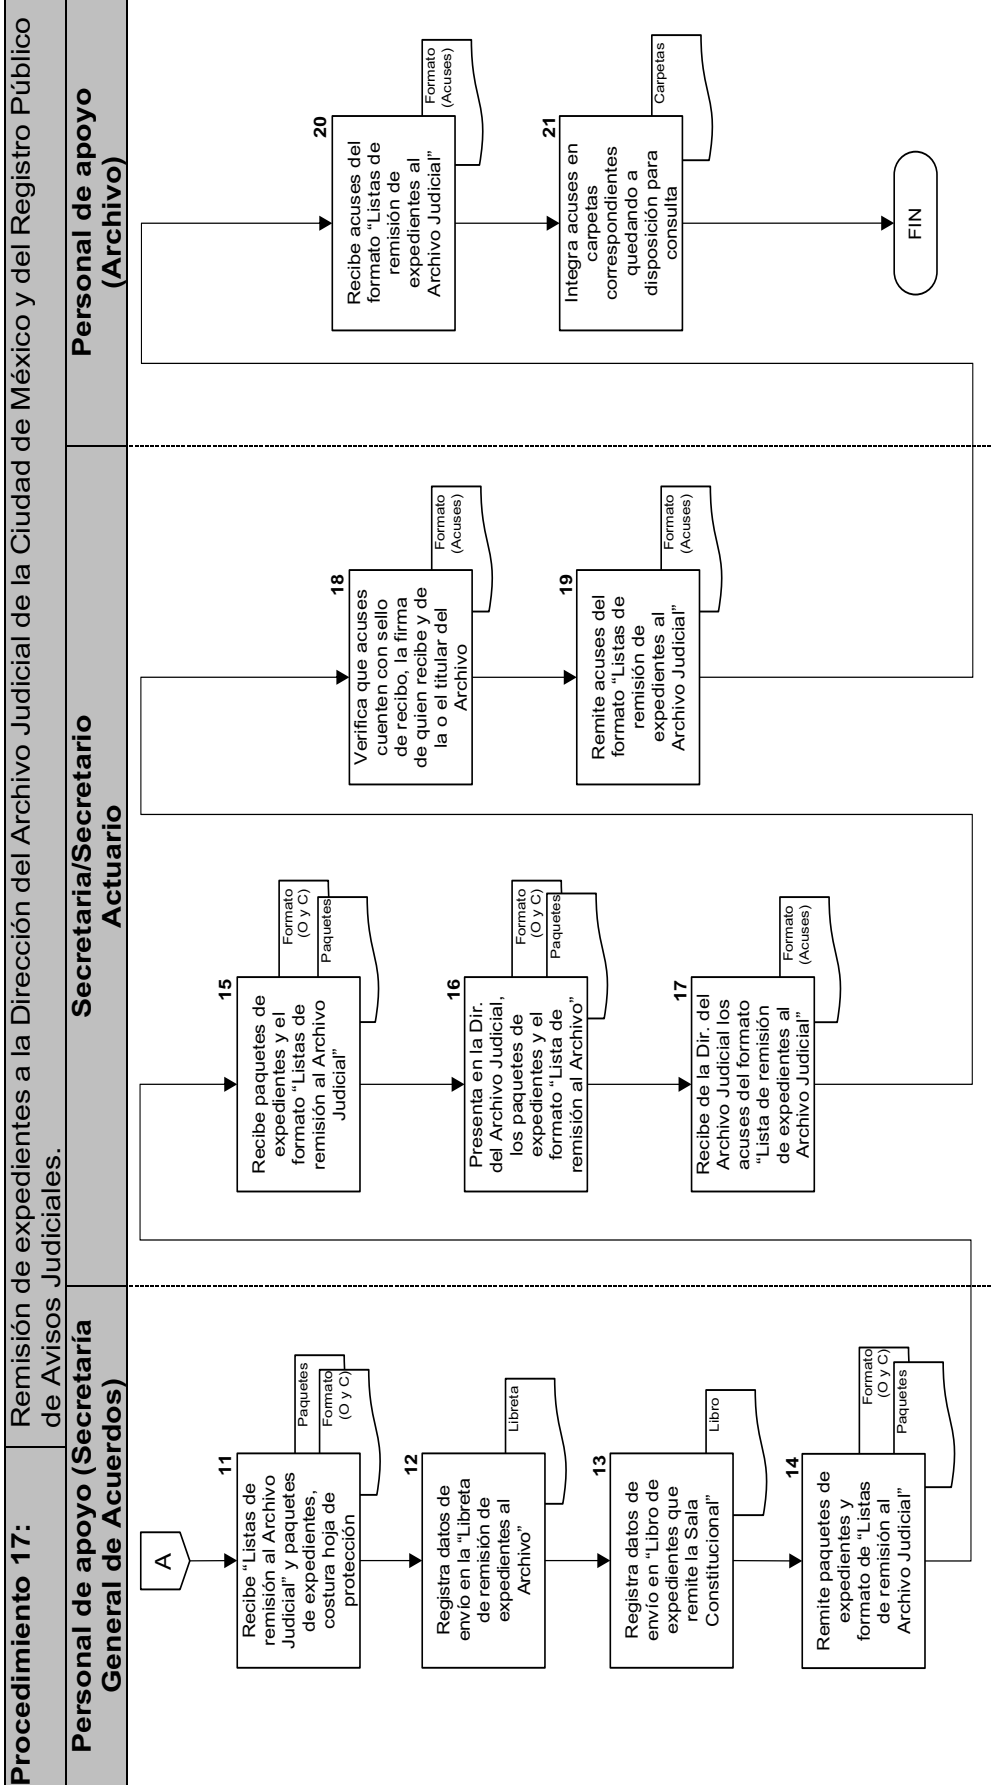 Procedimiento 17:
Remisión de expedientes a la Dirección del Archivo Judicial de la Ciudad de México y del Registro Público
de Avisos Judiciales.
Personal de apoyo (Secretaría
General de Acuerdos)
Secretaria/Secretario
Actuario
Personal de apoyo
(Archivo)
A
11
Recibe “Listas de
remisión al Archivo
Judicial” y paquetes
de expedientes,
costura hoja de
protección
Paquetes
Formato
(O y C)
12
Registra datos de
envío en la “Libreta
de remisión de
expedientes al
Archivo”
Libreta
13
Registra datos de
envío en “Libro de
expedientes que
remite la Sala
Constitucional”
Libro
14
Remite paquetes de
expedientes y
formato de “Listas
de remisión al
Archivo Judicial”
Formato
(O y C)
Paquetes
15
Recibe paquetes de
expedientes y el
formato “Listas de
remisión al Archivo
Judicial”
Formato
(O y C)
Paquetes
16
Presenta en la Dir.
del Archivo Judicial,
los paquetes de
expedientes y el
formato “Lista de
remisión al Archivo”
Formato
(O y C)
Paquetes
17
Recibe de la Dir. del
Archivo Judicial los
acuses del formato
“Lista de remisión
de expedientes al
Archivo Judicial”
Formato
(Acuses)
18
Verifica que acuses
cuenten con sello
de recibo, la firma
de quien recibe y de
la o el titular del
Archivo
Formato
(Acuses)
19
Remite acuses del
formato “Listas de
remisión de
expedientes al
Archivo Judicial”
Formato
(Acuses)
20
Recibe acuses del
formato “Listas de
remisión de
expedientes al
Archivo Judicial”
Formato
(Acuses)
21
Integra acuses en
carpetas
correspondientes
quedando a
disposición para
consulta
Carpetas
FIN